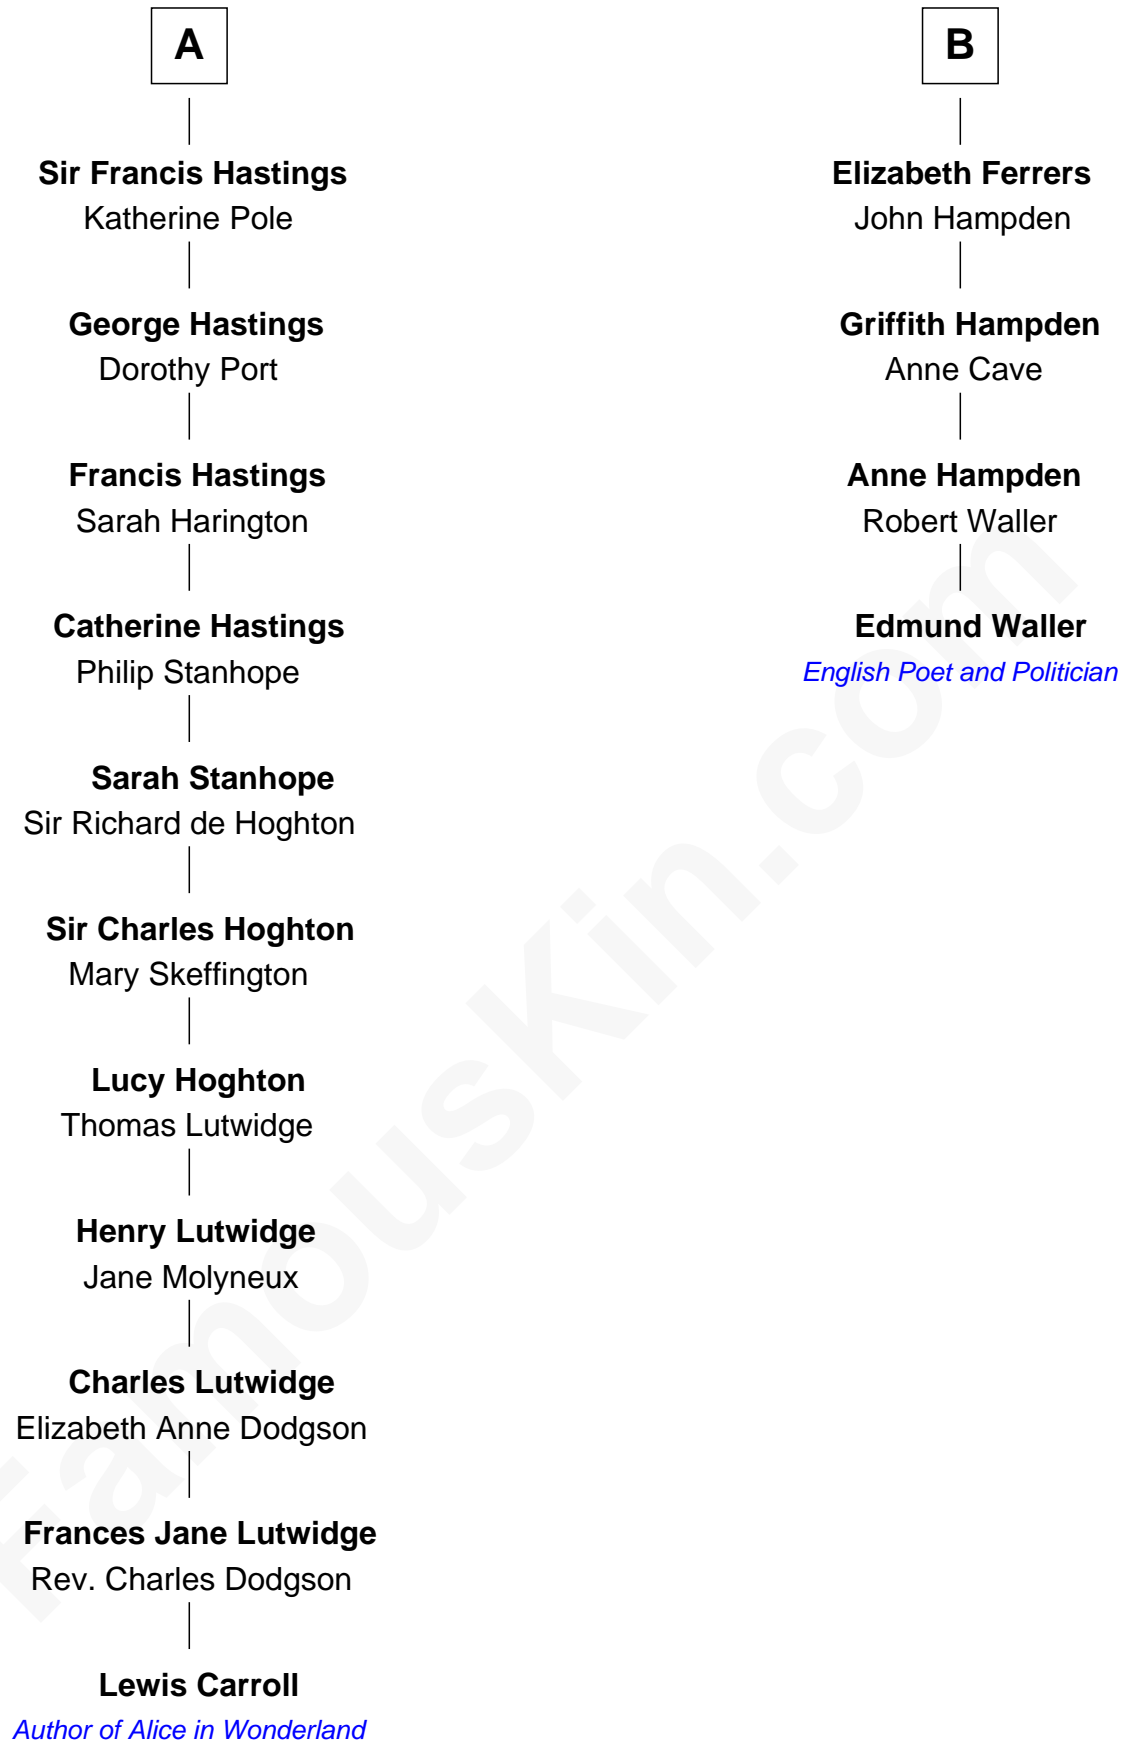 A
Sir Francis Hastings
Katherine Pole
George Hastings
Dorothy Port
Francis Hastings
Sarah Harington
Catherine Hastings
Philip Stanhope
Sarah Stanhope
Sir Richard de Hoghton
Sir Charles Hoghton
Mary Skeffington
Lucy Hoghton
Thomas Lutwidge
Henry Lutwidge
Jane Molyneux
Charles Lutwidge
Elizabeth Anne Dodgson
Frances Jane Lutwidge
Rev. Charles Dodgson
Lewis Carroll
Author of Alice in Wonderland
B
Elizabeth Ferrers
John Hampden
Griffith Hampden
Anne Cave
Anne Hampden
Robert Waller
Edmund Waller
English Poet and Politician
FamousKin.com